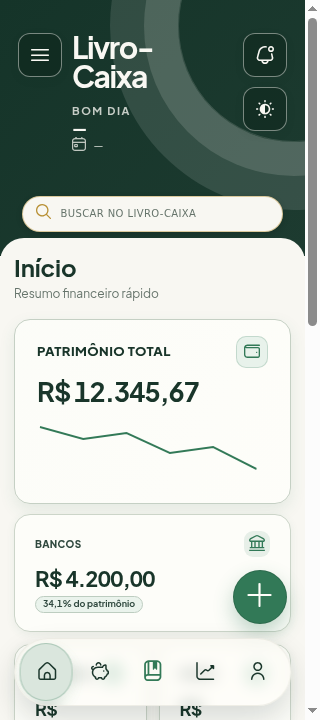 Livro-
Caixa
BOM DIA
—
—
BUSCAR NO LIVRO-CAIXA
Início
Resumo financeiro rápido
PATRIMÔNIO TOTAL
R$ 12.345,67
BANCOS
R$ 4.200,00
34,1% do patrimônio
R$ R$